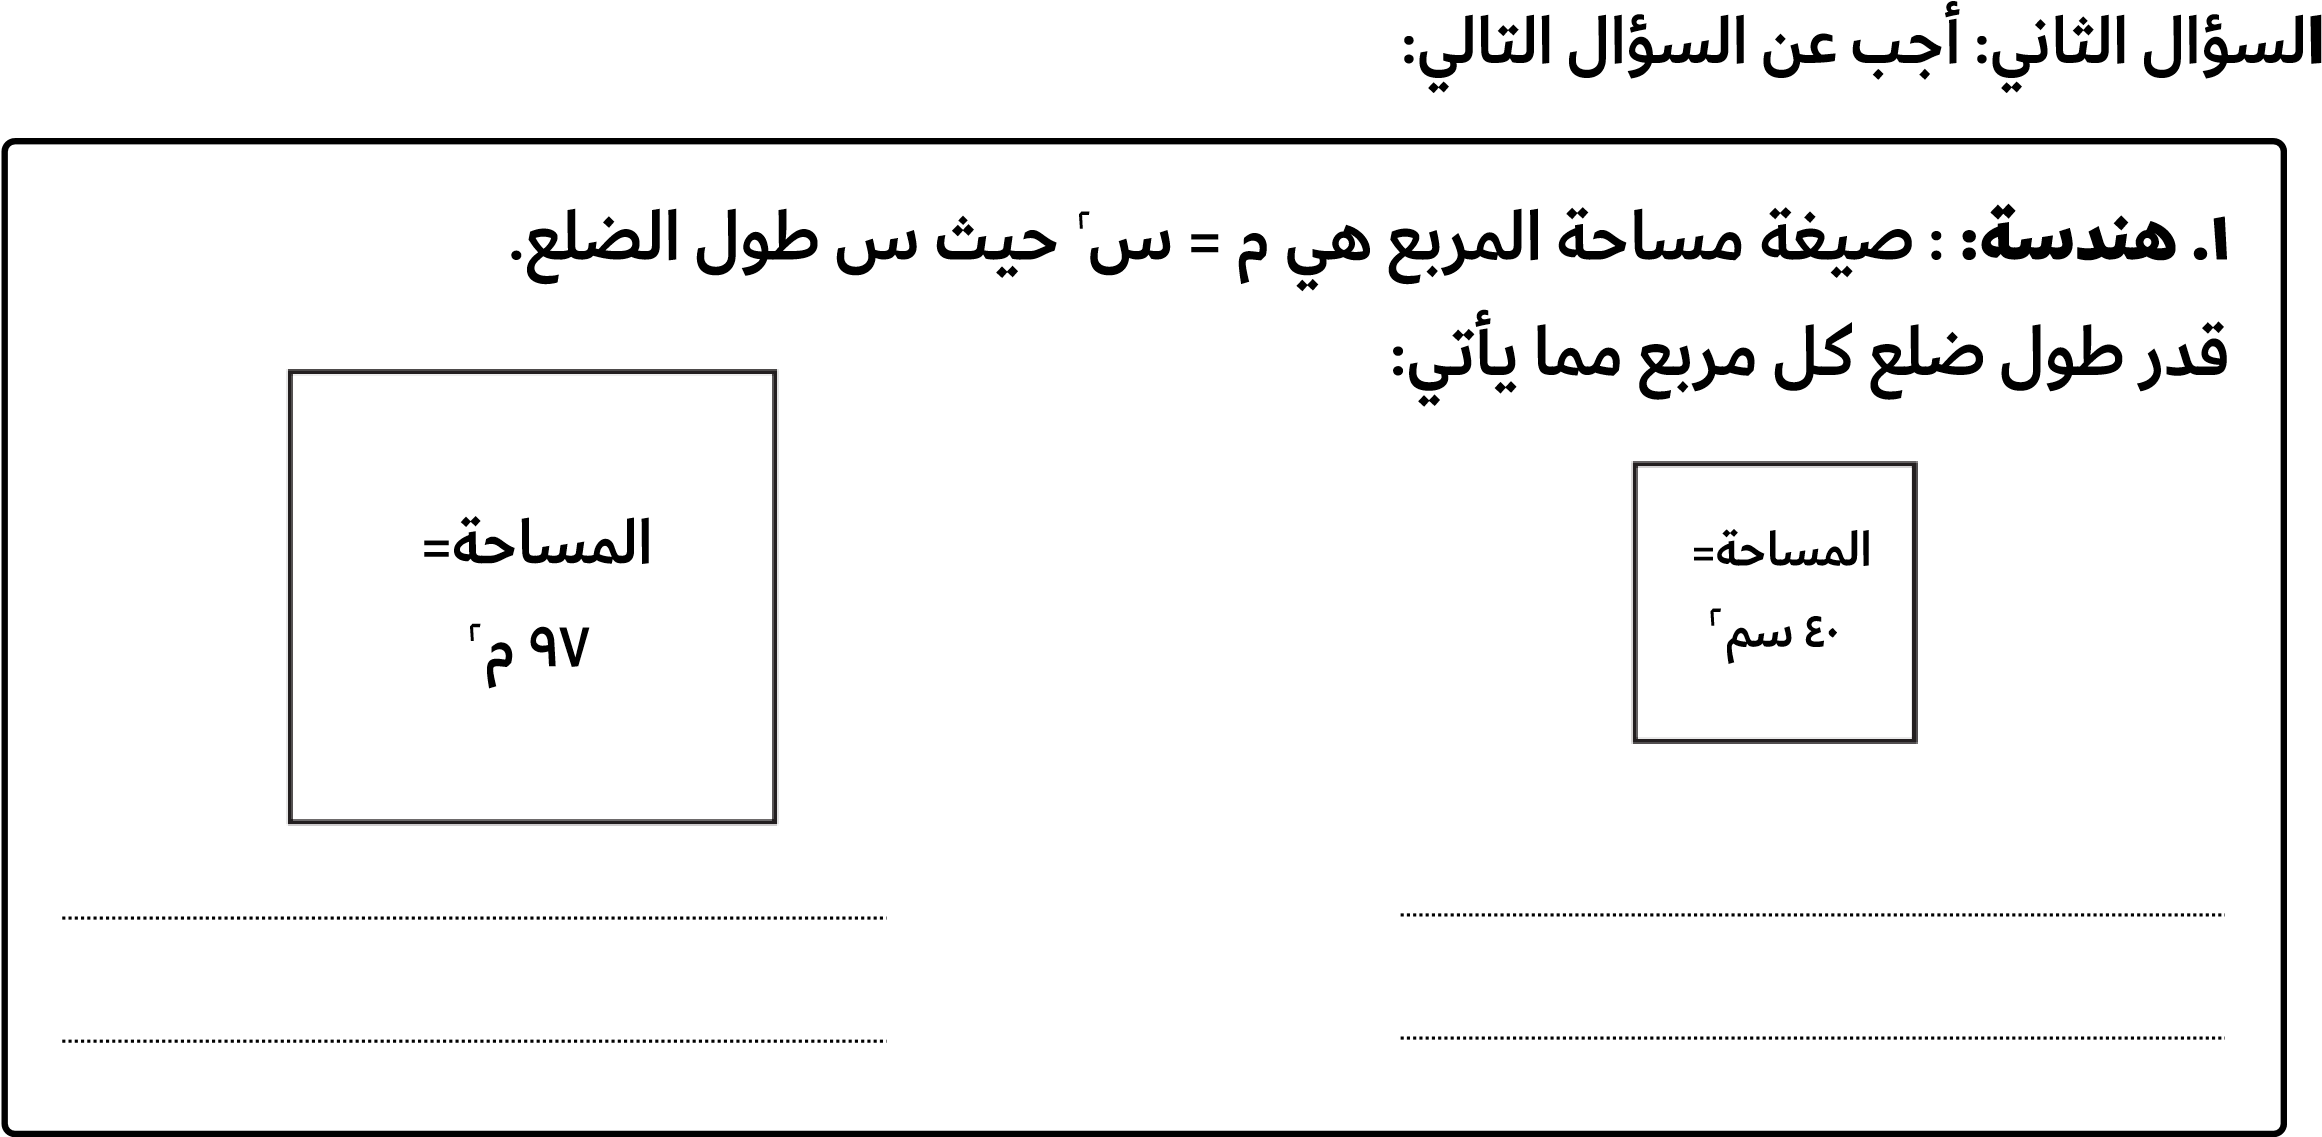 السؤال الثاني: أجب عن السؤال التالي:
١. هندسة: : صيغة مساحة المربع هي م = س٢ حيث س طول الضلع.
قدر طول ضلع كل مربع مما يأتي:
المساحة=
٤٠ سم٢
المساحة=
٩٧ م٢